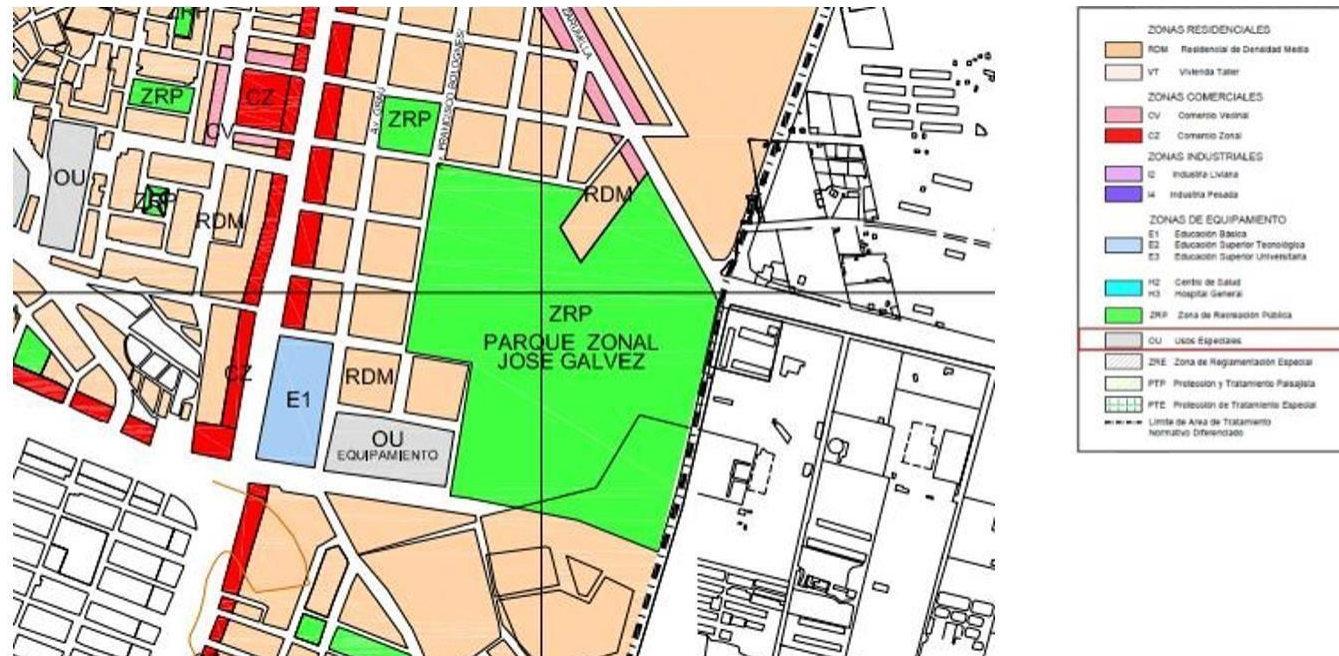 ZRP
CZ
CV
ZRP
ZRP
OU
ZRP
RDM
Av. GRAU
FRANCISCO BOLOGNESI
ZARUMILLA
RDM
ZRP
PARQUE ZONAL
JOSE GALVEZ
CZ
RDM
E1
OU
EQUIPAMIENTO
ZONAS RESIDENCIALES
RDM Residencial de Densidad Media
VT Vivienda Taller
ZONAS COMERCIALES
CV Comercio Vecinal
CZ Comercio Zonal
ZONAS INDUSTRIALES
I2 Industria Liviana
I4 Industria Pesada
ZONAS DE EQUIPAMIENTO
E1 Educación Básica
E2 Educación Superior Tecnológica
E3 Educación Superior Universitaria
H2 Centro de Salud
H3 Hospital General
ZRP Zona de Recreación Pública
OU Usos Especiales
ZRE Zona de Reglamentación Especial
PTP Protección y Tratamiento Paisajista
PTE Protección de Tratamiento Especial
Límite de Area de Tratamiento
Normativo Diferenciado